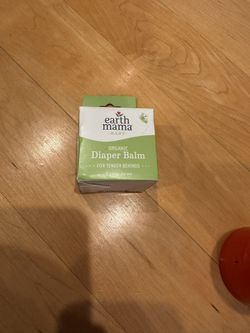 earth
mama
BABY
ORGANIC
Diaper Balm
FOR TENDER BEHINDS